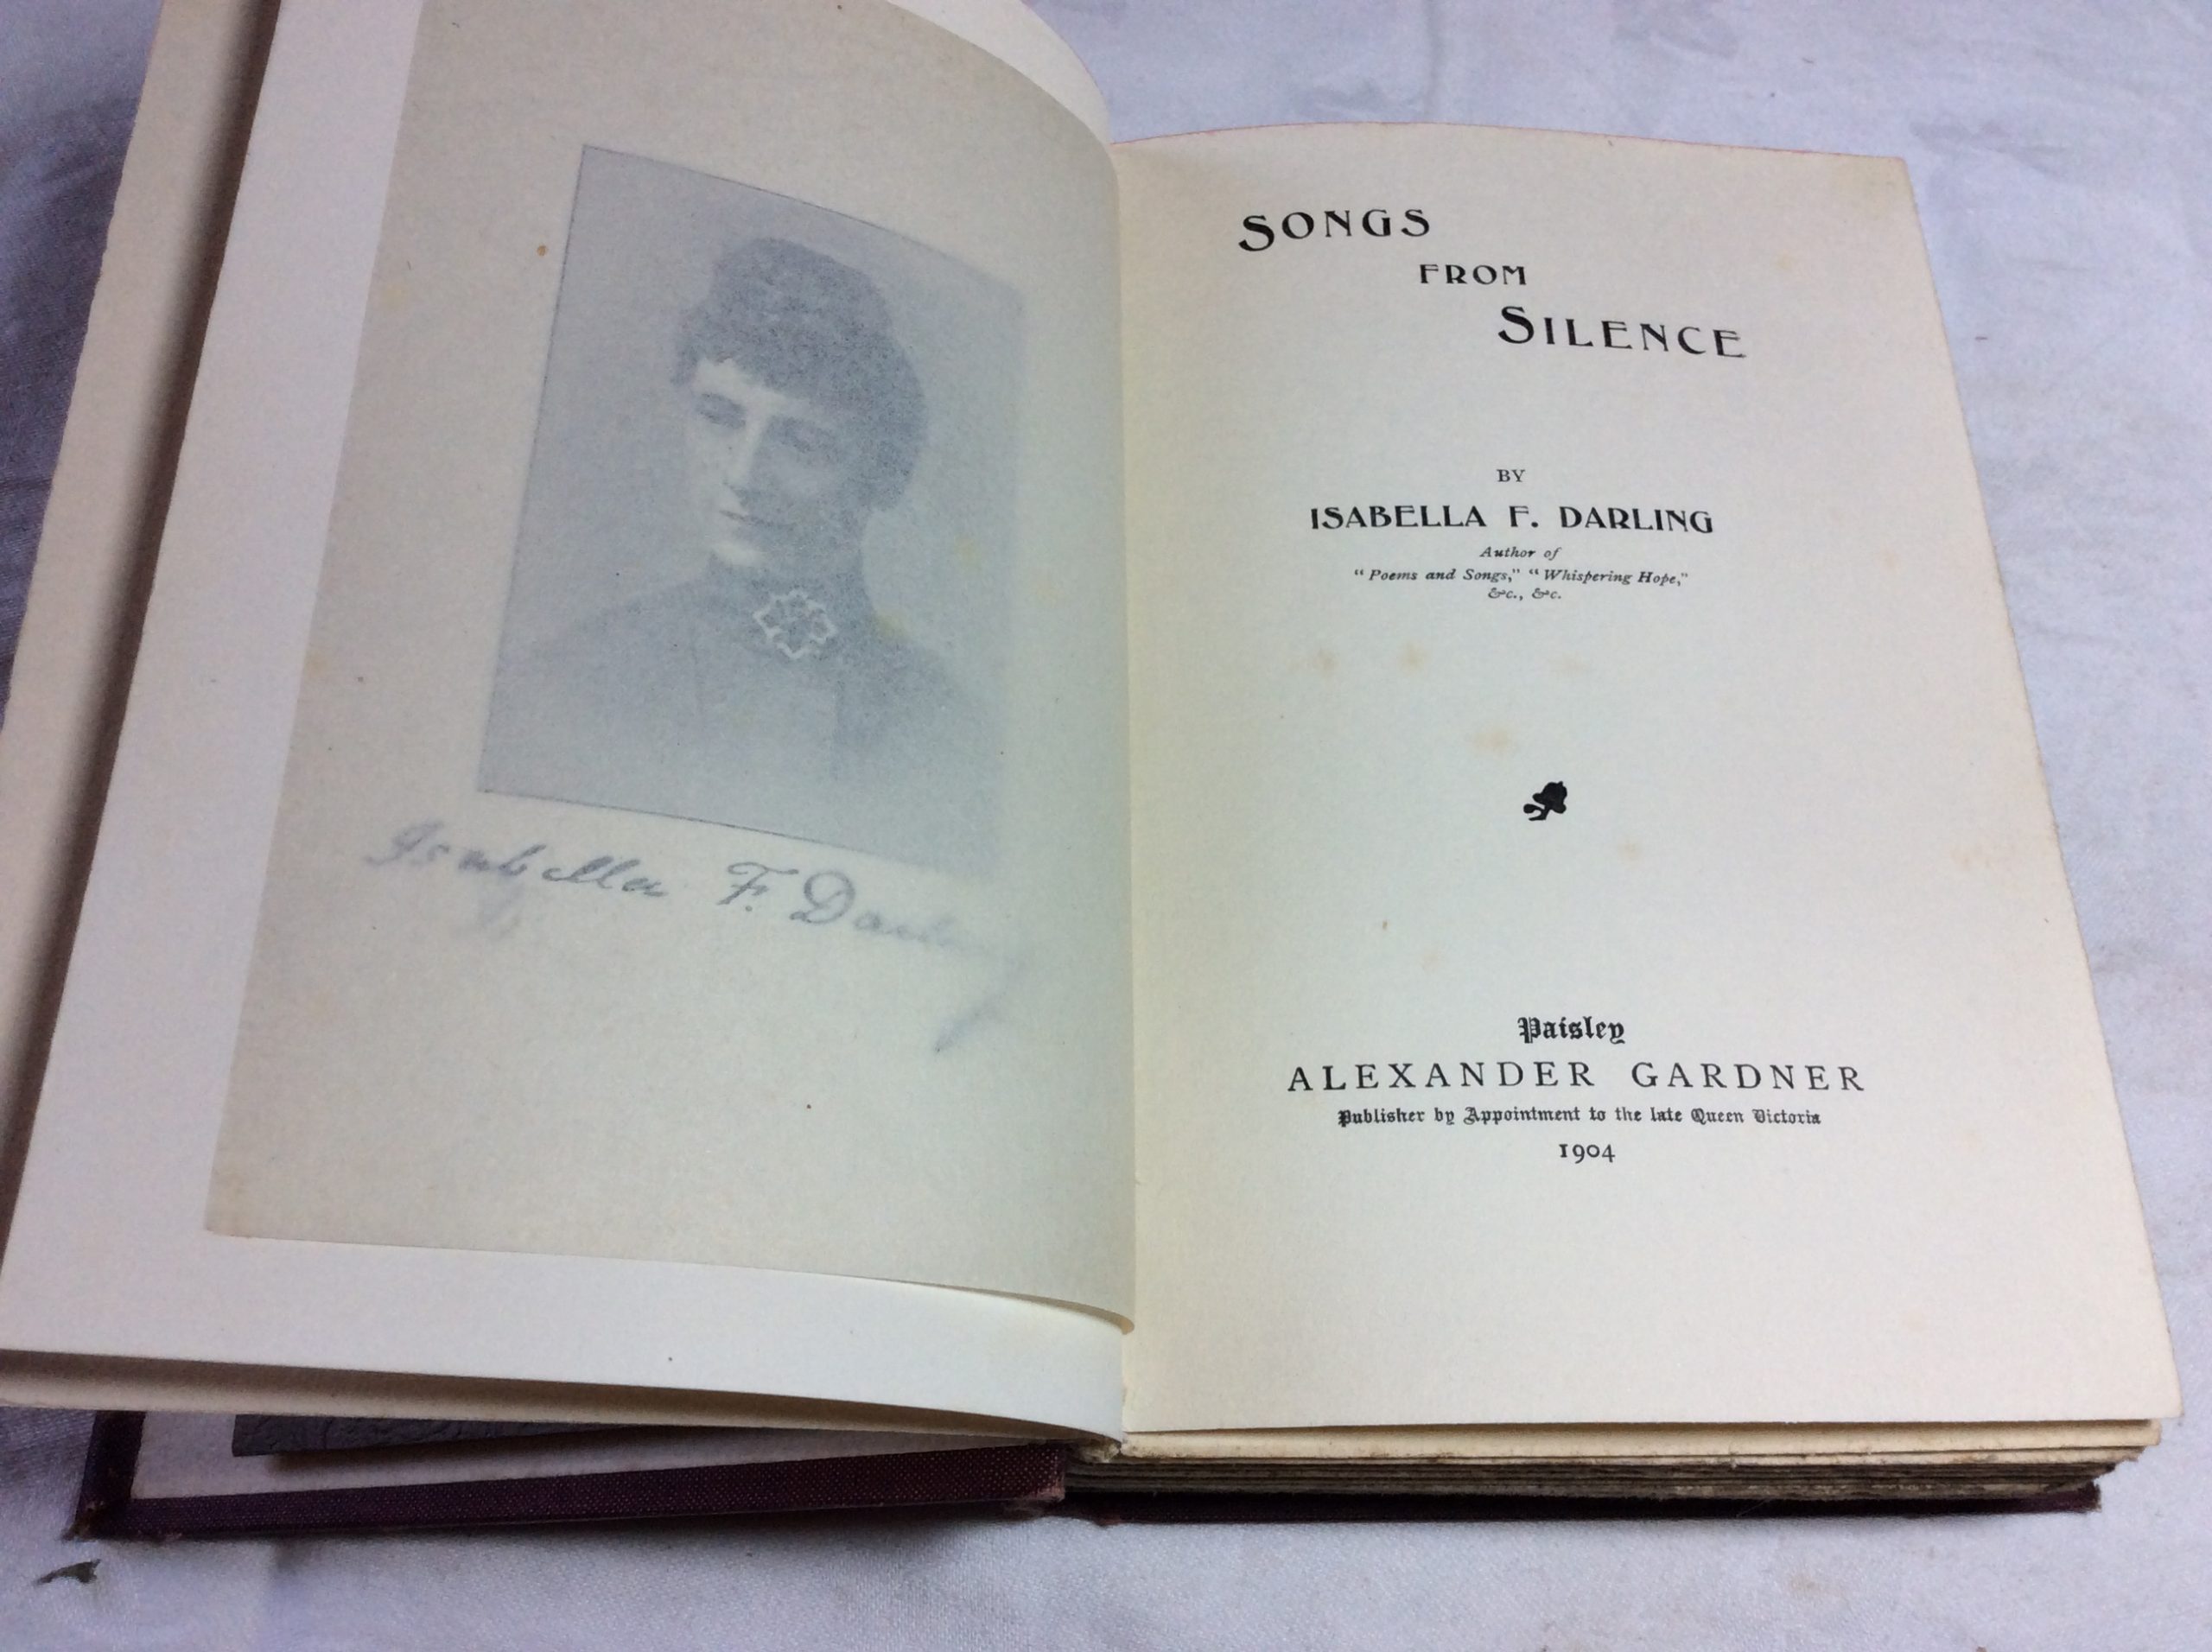 Isabella F. Darling
SONGS
FROM
SILENCE
BY
ISABELLA F. DARLING
Author of
“Poems and Songs,” “Whispering Hope,”
&c., &c.
Paisley
ALEXANDER GARDNER
Publisher by Appointment to the late Queen Victoria
1904